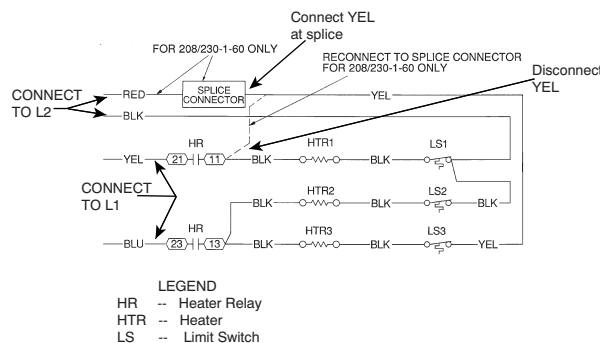 Connect YEL
at splice
FOR 208/230-1-60 ONLY
RECONNECT TO SPLICE CONNECTOR
FOR 208/230-1-60 ONLY
Disconnect
YEL
CONNECT
TO L2
RED
SPLICE
CONNECTOR
YEL
BLK
HR
HTR1
LS1
YEL
21
11
BLK
BLK
CONNECT
TO L1
HTR2
LS2
BLK
BLK
BLK
HR
HTR3
LS3
BLU
23
13
BLK
BLK
YEL
LEGEND
HR -- Heater Relay
HTR -- Heater
LS -- Limit Switch